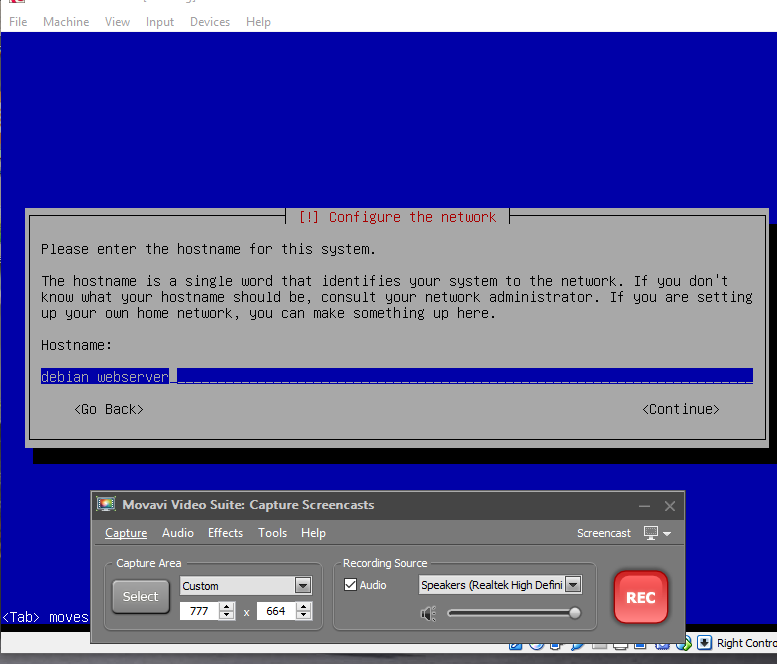 File Machine View Input Devices Help
[!] Configure the network
Please enter the hostname for this system.
The hostname is a single word that identifies your system to the network. If you don't
know what your hostname should be, consult your network administrator. If you are setting
up your own home network, you can make something up here.
Hostname:
debian webserver
<Go Back> <Continue>
Movavi Video Suite: Capture Screencasts
Capture Audio Effects Tools Help Screencast
Capture Area Recording Source
Select Custom Audio Speakers (Realtek High Defini REC
777 x 664
<Tab> moves
Right Contro